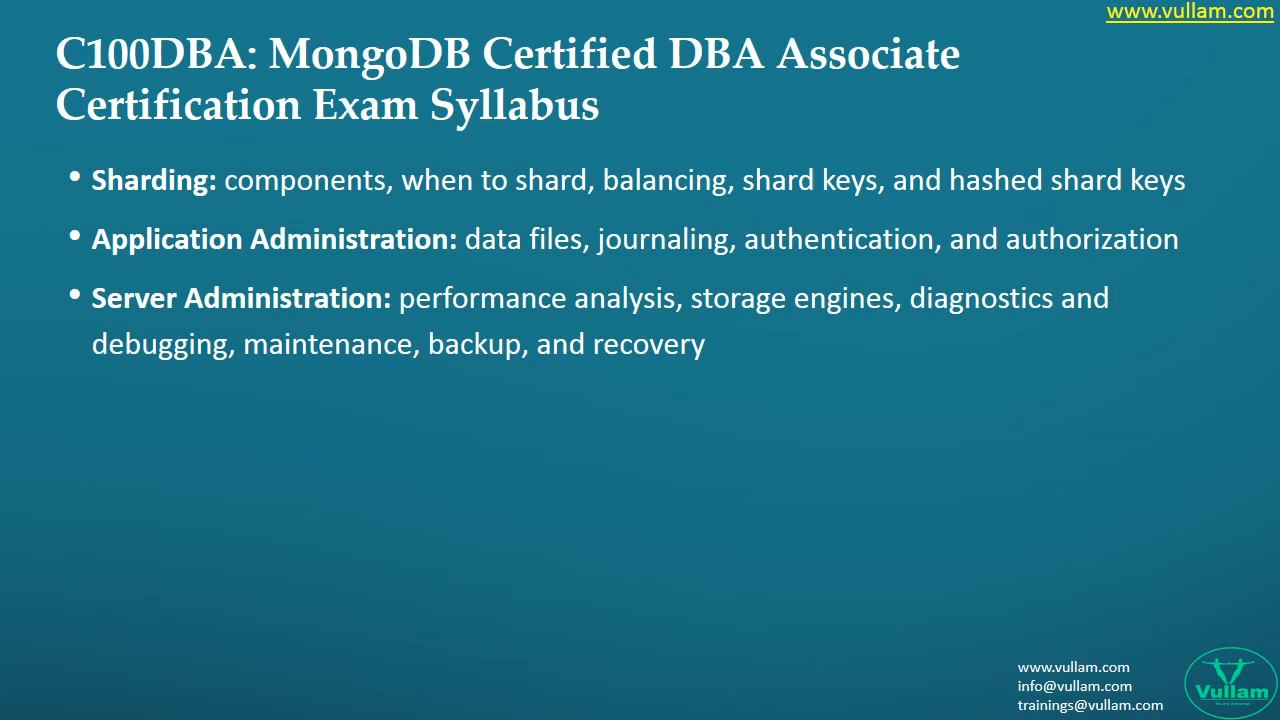 www.vullam.com
C100DBA: MongoDB Certified DBA Associate
Certification Exam Syllabus
• Sharding: components, when to shard, balancing, shard keys, and hashed shard keys
• Application Administration: data files, journaling, authentication, and authorization
• Server Administration: performance analysis, storage engines, diagnostics and
debugging, maintenance, backup, and recovery
www.vullam.com
info@vullam.com
trainings@vullam.com
Vullam